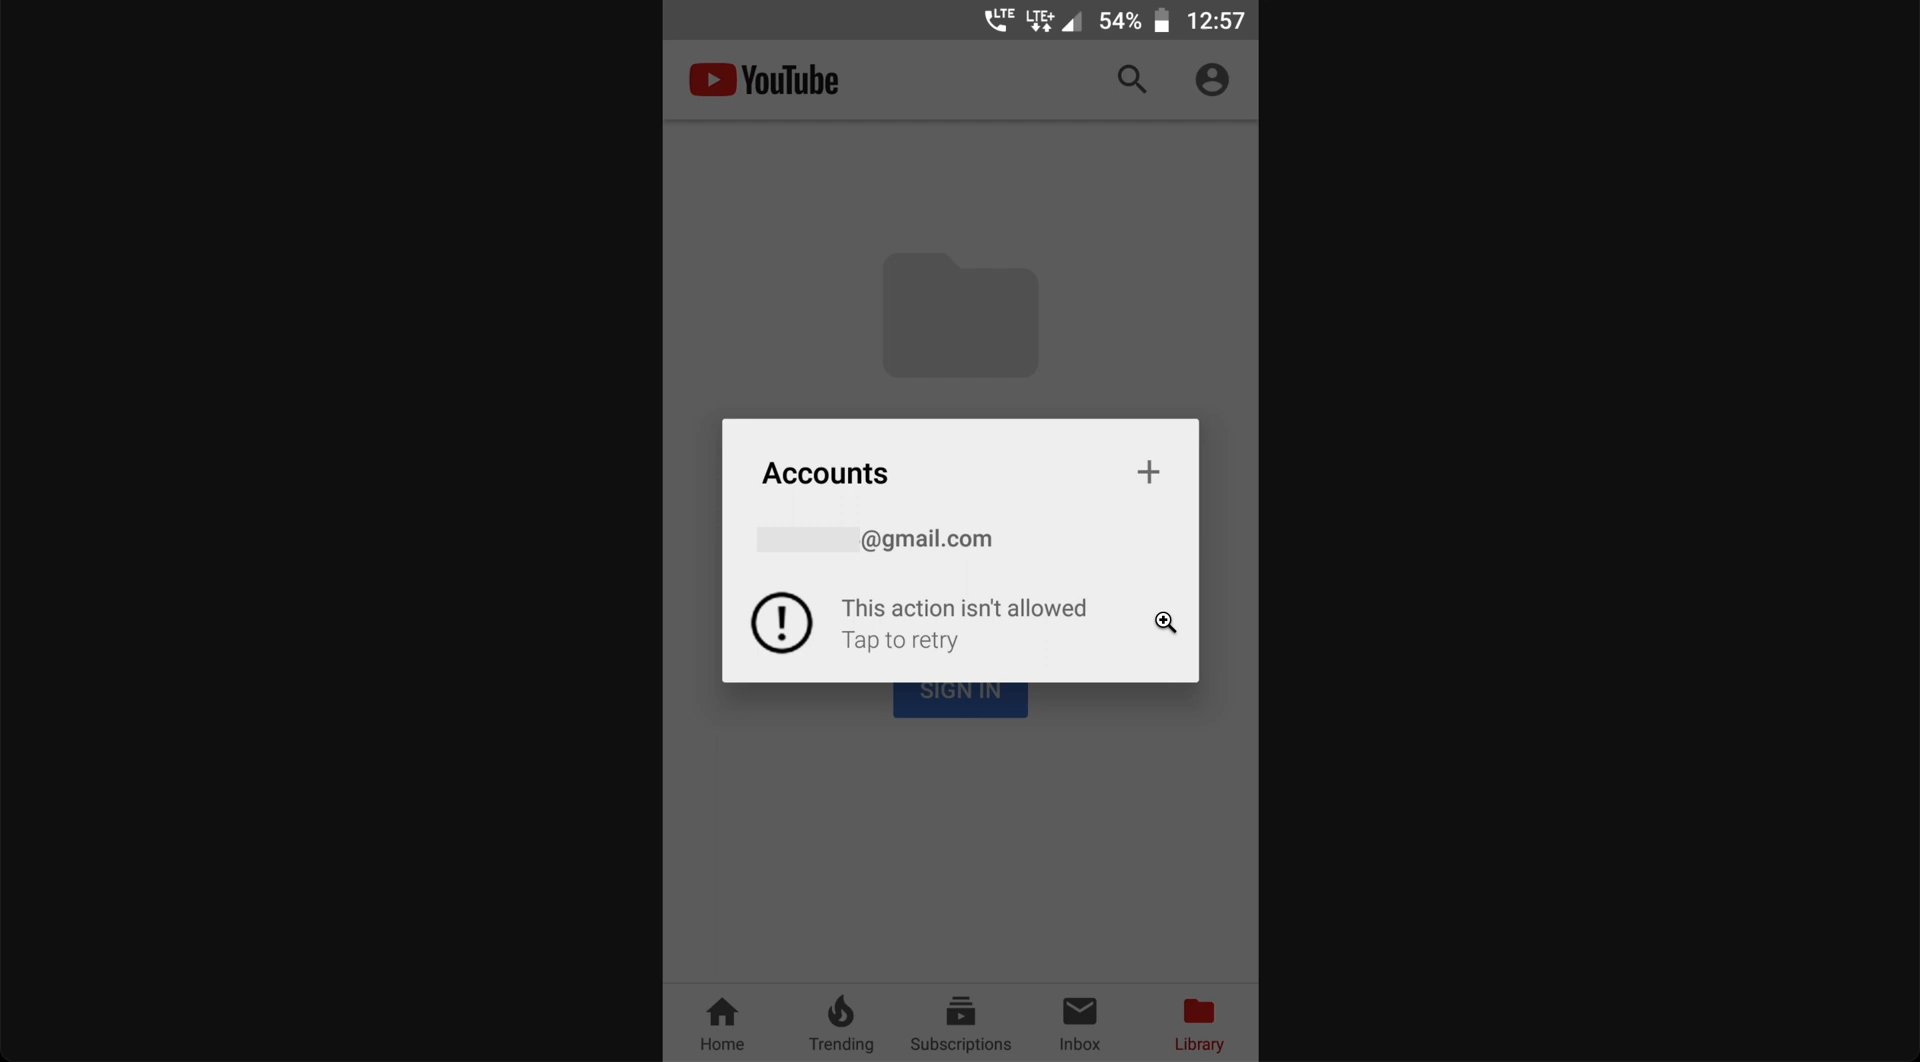 LTE LTE+ 54% 12:57
YouTube
Accounts
@gmail.com
This action isn't allowed
Tap to retry
SIGN IN
Home Trending Subscriptions Inbox Library